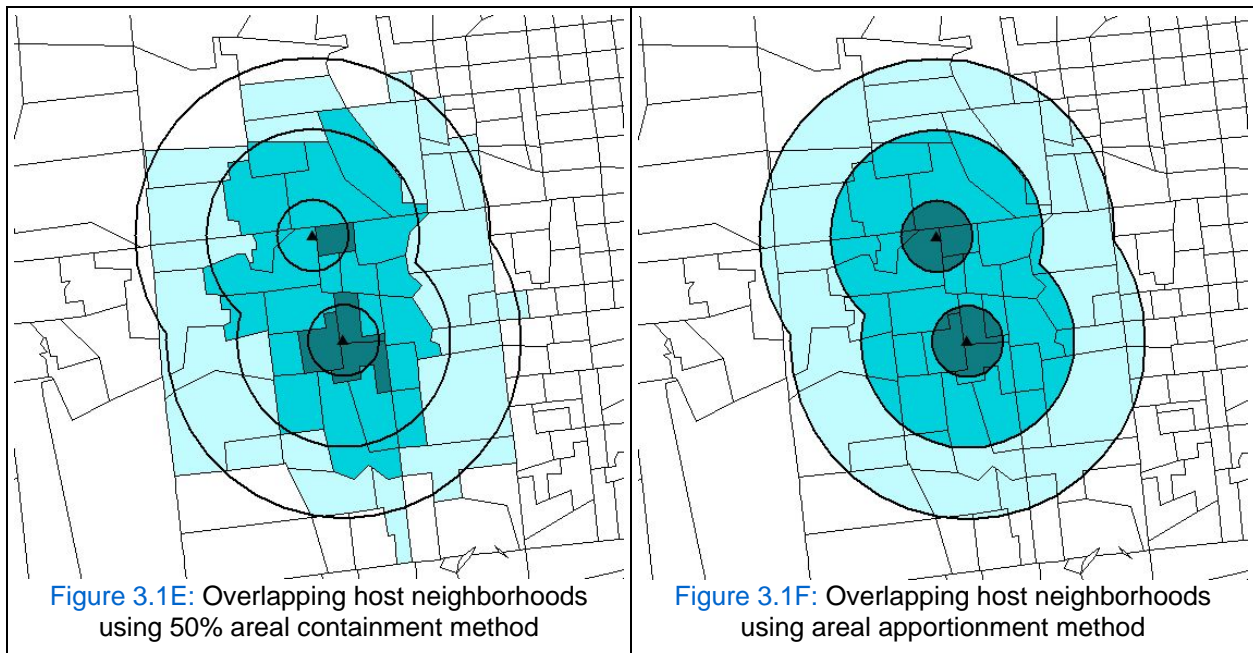 Figure 3.1E: Overlapping host neighborhoods
using 50% areal containment method
Figure 3.1F: Overlapping host neighborhoods
using areal apportionment method